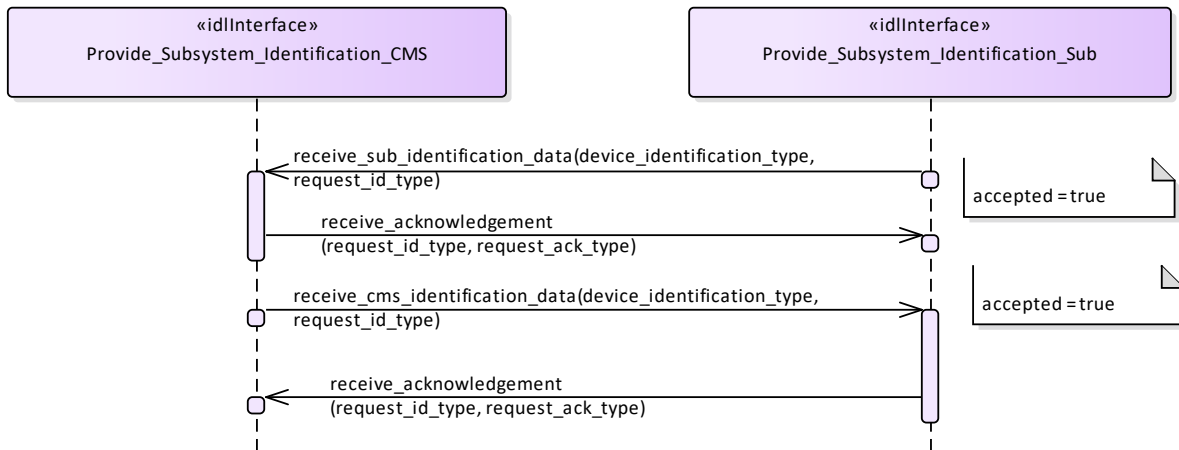 «idlInterface»
Provide_Subsystem_Identification_CMS
«idlInterface»
Provide_Subsystem_Identification_Sub
receive_sub_identification_data(device_identification_type,
request_id_type)
accepted = true
receive_acknowledgement
(request_id_type, request_ack_type)
receive_cms_identification_data(device_identification_type,
request_id_type)
accepted = true
receive_acknowledgement
(request_id_type, request_ack_type)